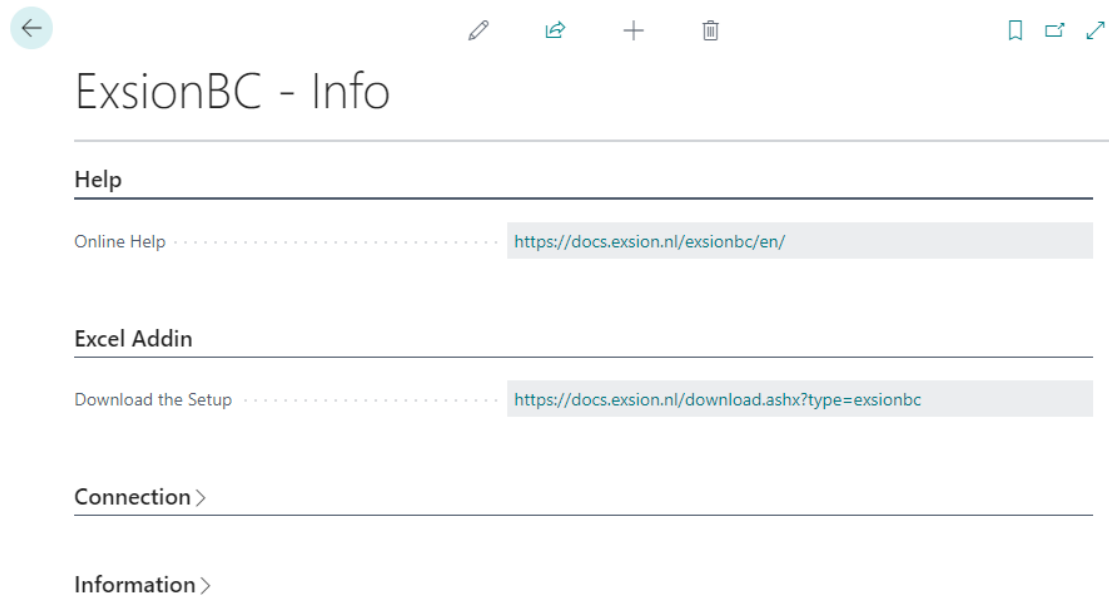 ExsionBC - Info
Help
Online Help https://docs.exsion.nl/exsionbc/en/
Excel Addin
Download the Setup https://docs.exsion.nl/download.ashx?type=exsionbc
Connection
Information